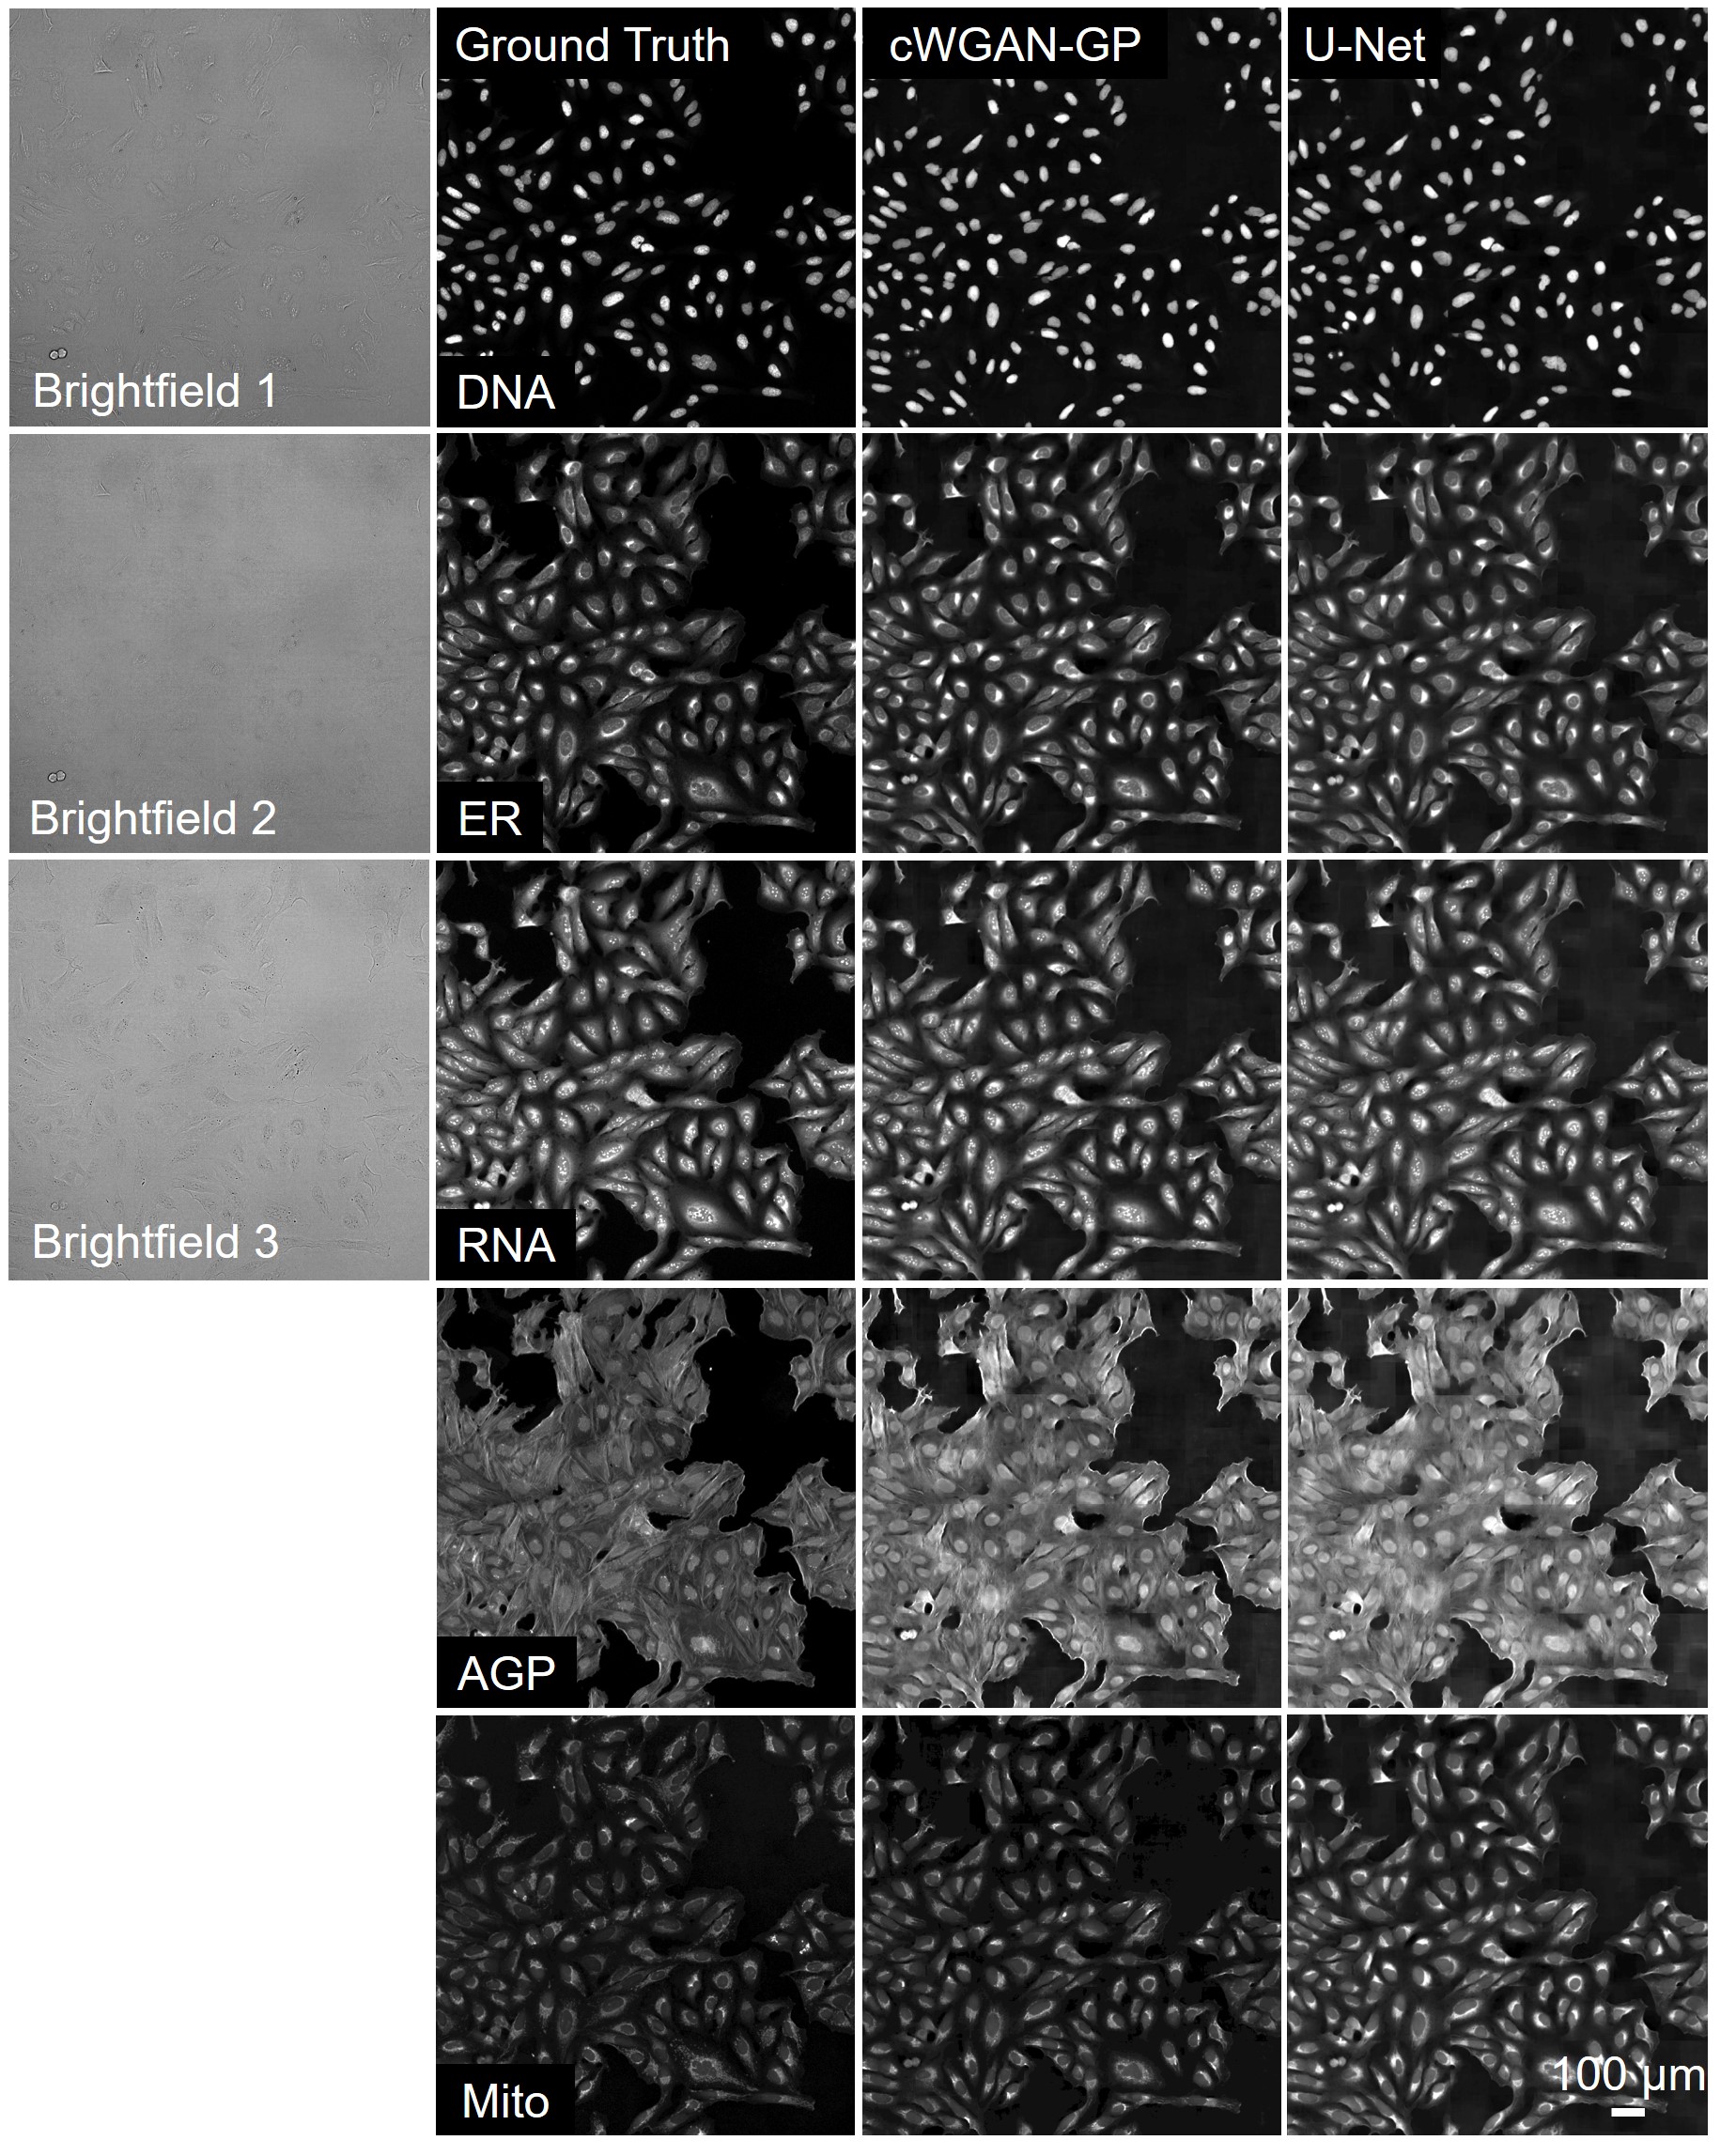 Ground Truth
cWGAN-GP
U-Net
Brightfield 1
DNA
Brightfield 2
ER
Brightfield 3
RNA
AGP
Mito
100 µm